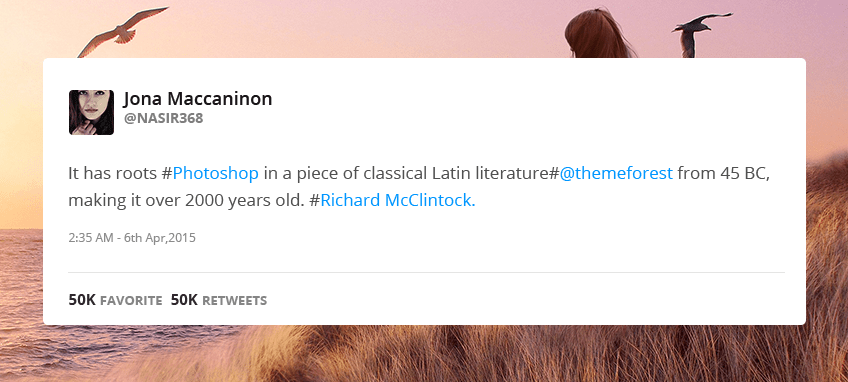 Jona Maccaninon
@NASIR368
It has roots #Photoshop in a piece of classical Latin literature#@themeforest from 45 BC,
making it over 2000 years old. #Richard McClintock.
2:35 AM - 6th Apr,2015
50K FAVORITE 50K RETWEETS